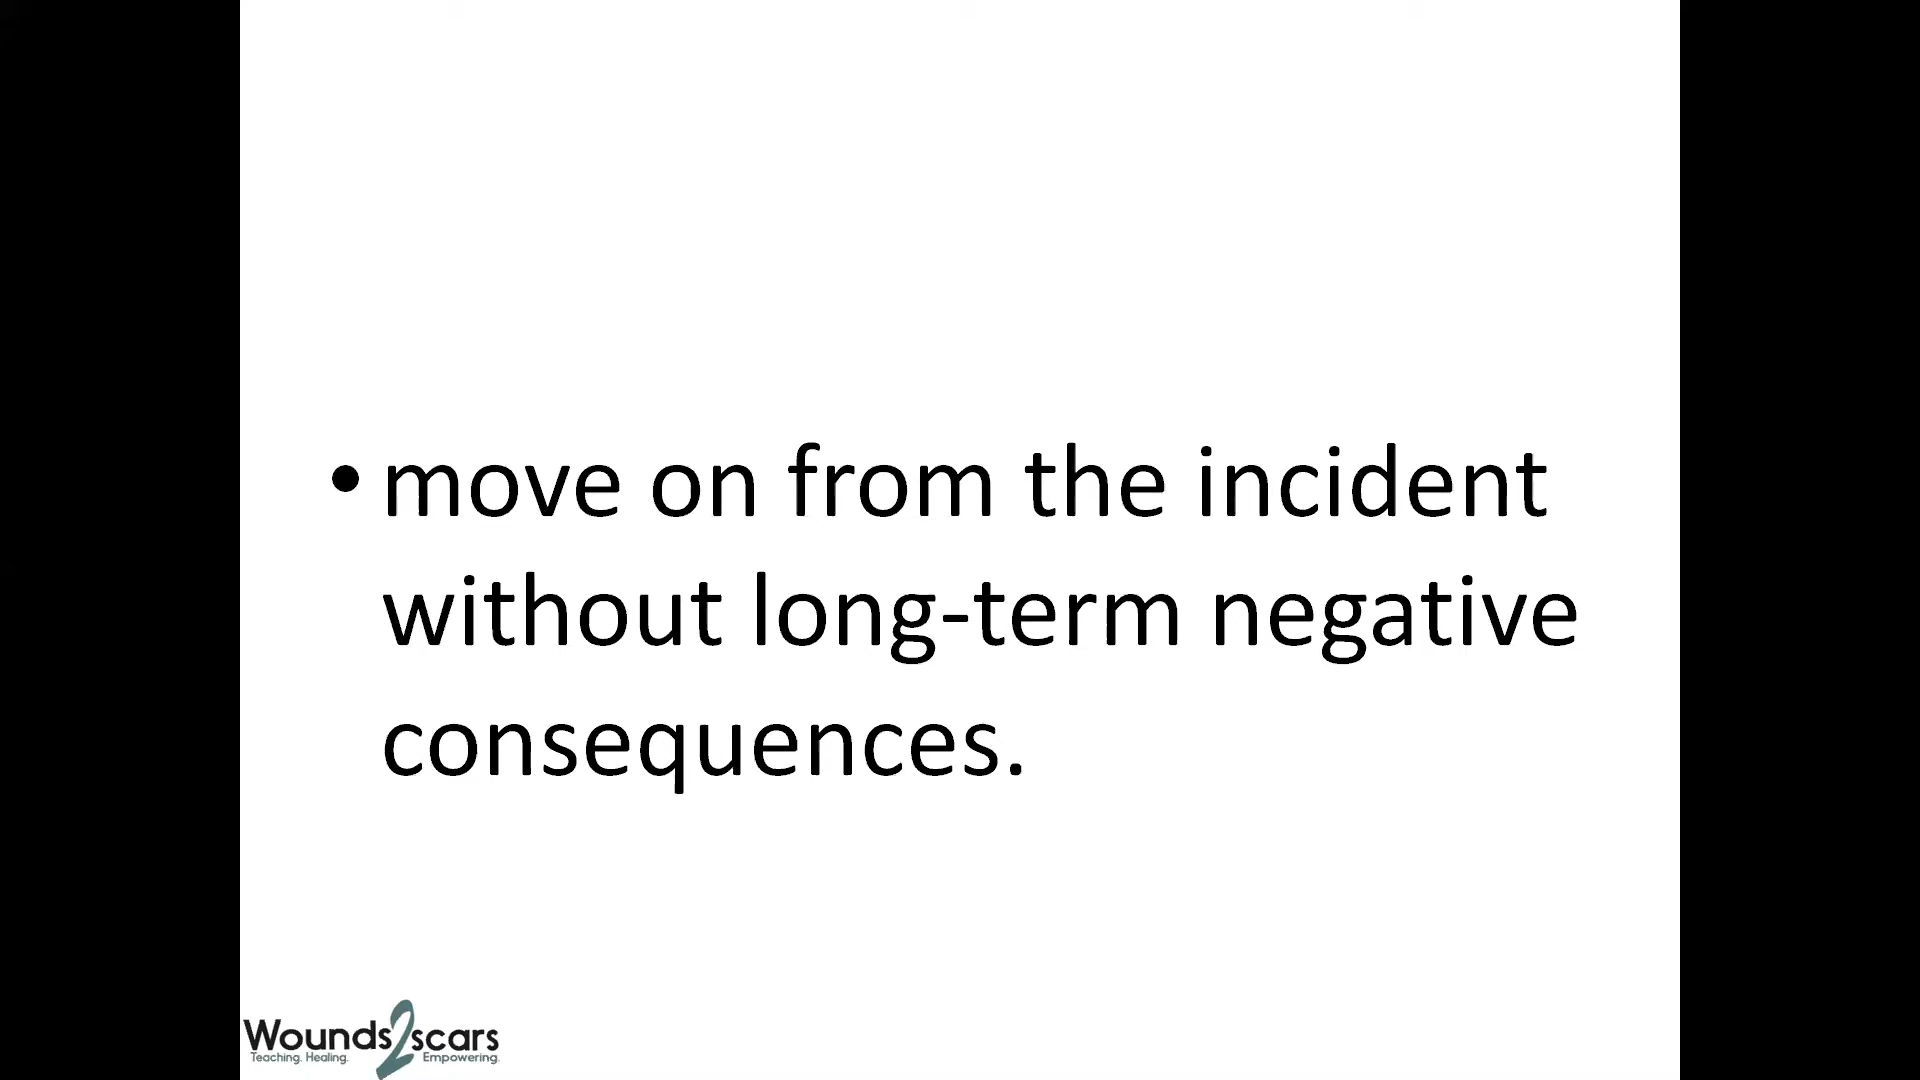 • move on from the incident
without long-term negative
consequences.
Wounds2scars
Teaching. Healing. Empowering.